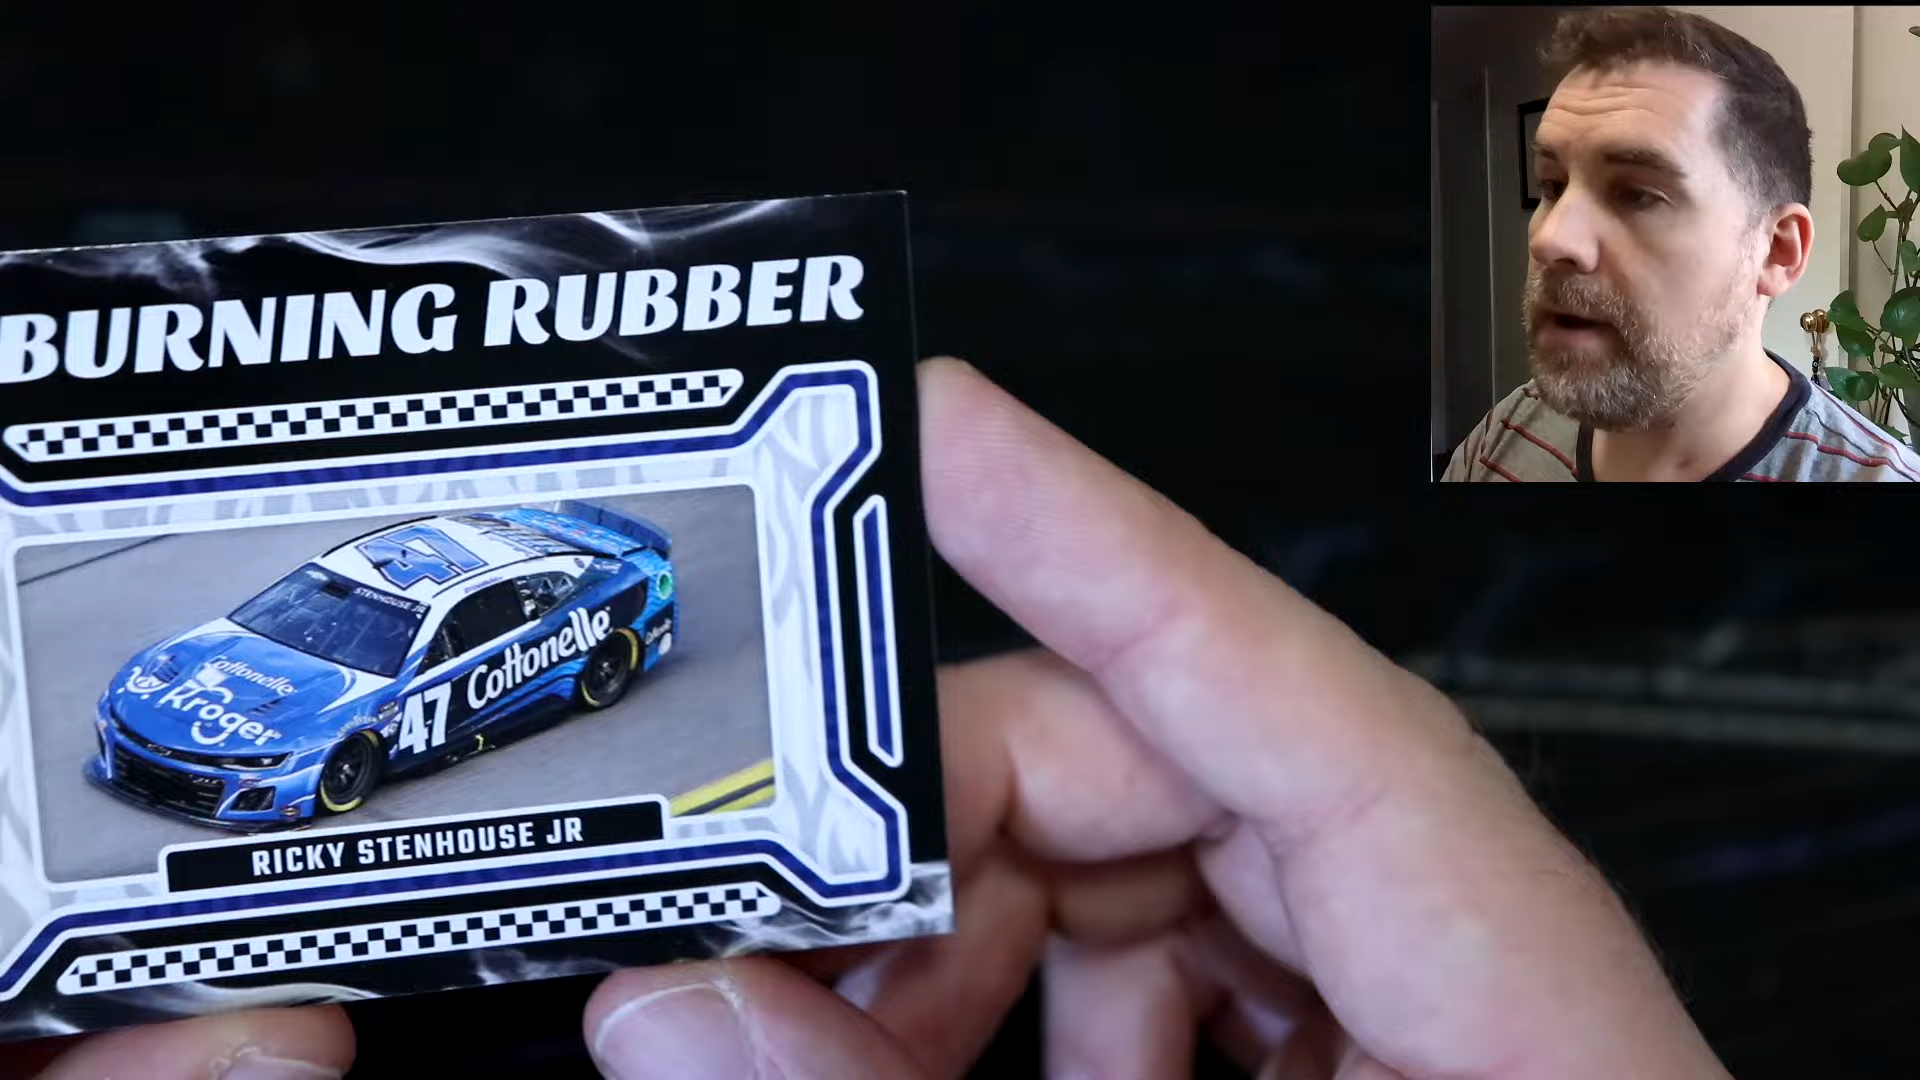 BURNING RUBBER
47
STENHOUSE JR
Cottonelle
Cottonelle
Kroger
47
RICKY STENHOUSE JR